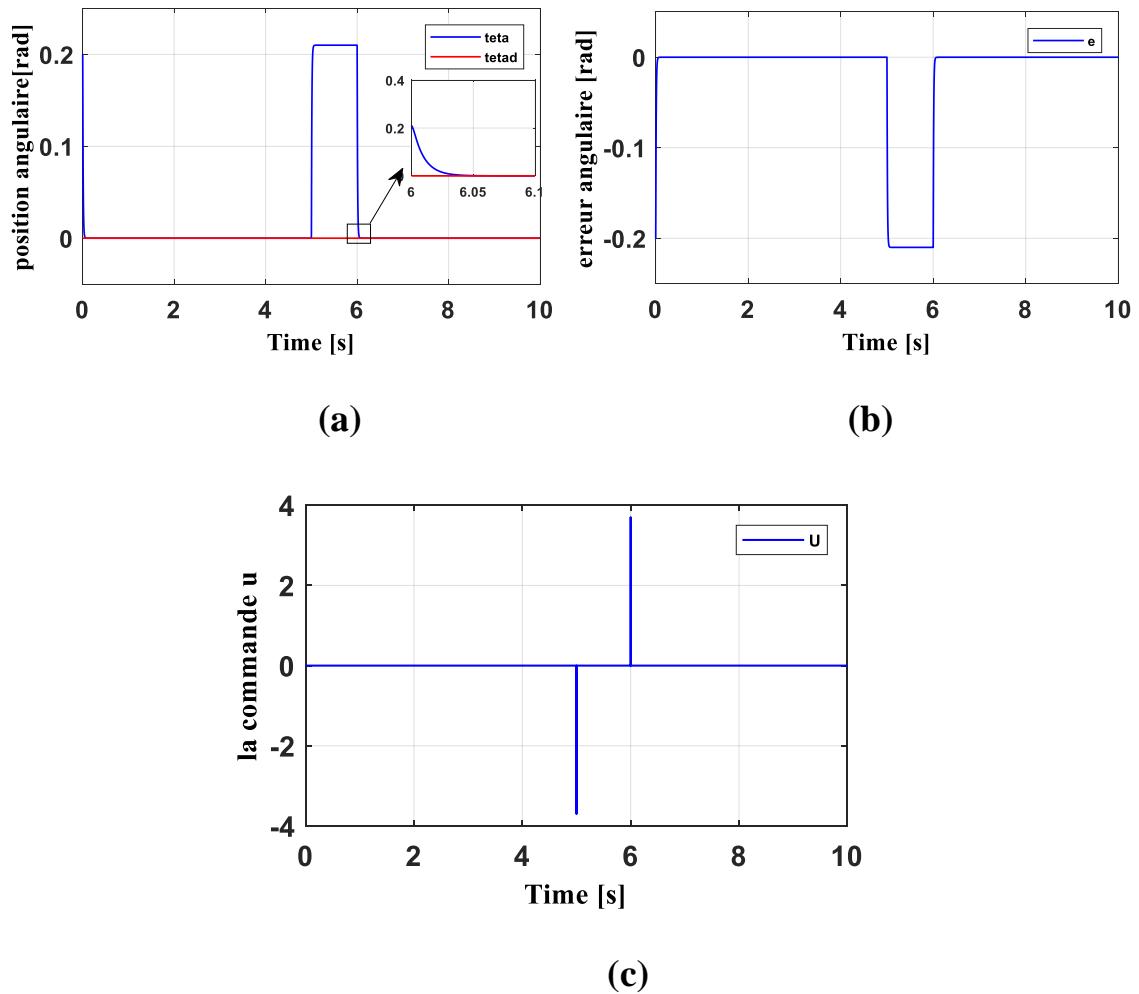 position angulaire[rad]
0.2
0.1
0
teta
tetad
0.4
0.2
0
6
6.05
6.1
0
2
4
6
8
10
Time [s]
(a)
erreur angulaire [rad]
0
-0.1
-0.2
e
0
2
4
6
8
10
Time [s]
(b)
la commande u
4
2
0
-2
-4
U
0
2
4
6
8
10
Time [s]
(c)